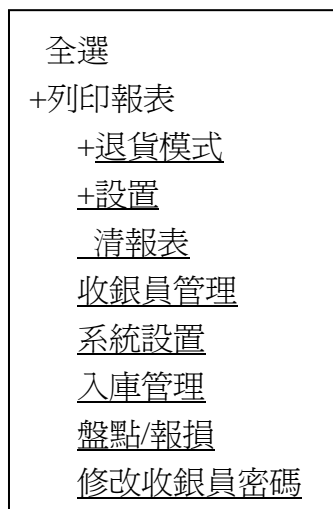 全選
+列印報表
+退貨模式
+設置
清報表
收銀員管理
系統設置
入庫管理
盤點/報損
修改收銀員密碼